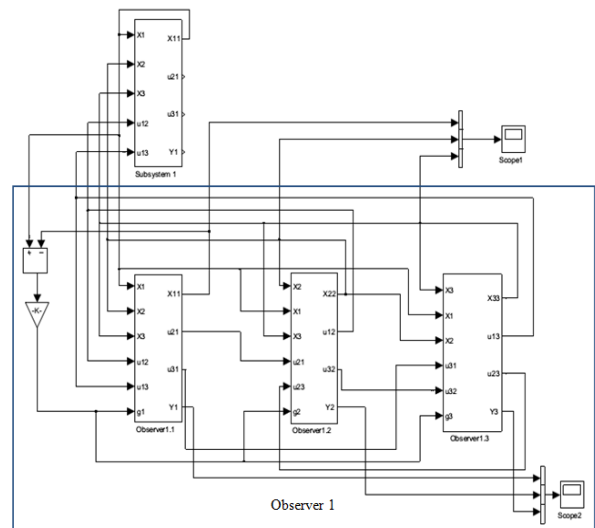 X1
X2
X3
u12
u13
X11
u21
u31
Y1
Subsystem 1
Scope1
+ −
-K-
X1
X2
X3
u12
u13
g1
X11
u21
u31
Y1
Observer1.1
X2
X1
X3
u21
u23
g2
X22
u12
u32
Y2
Observer1.2
X3
X1
X2
u31
u32
g3
X33
u13
u23
Y3
Observer1.3
Scope2
Observer 1